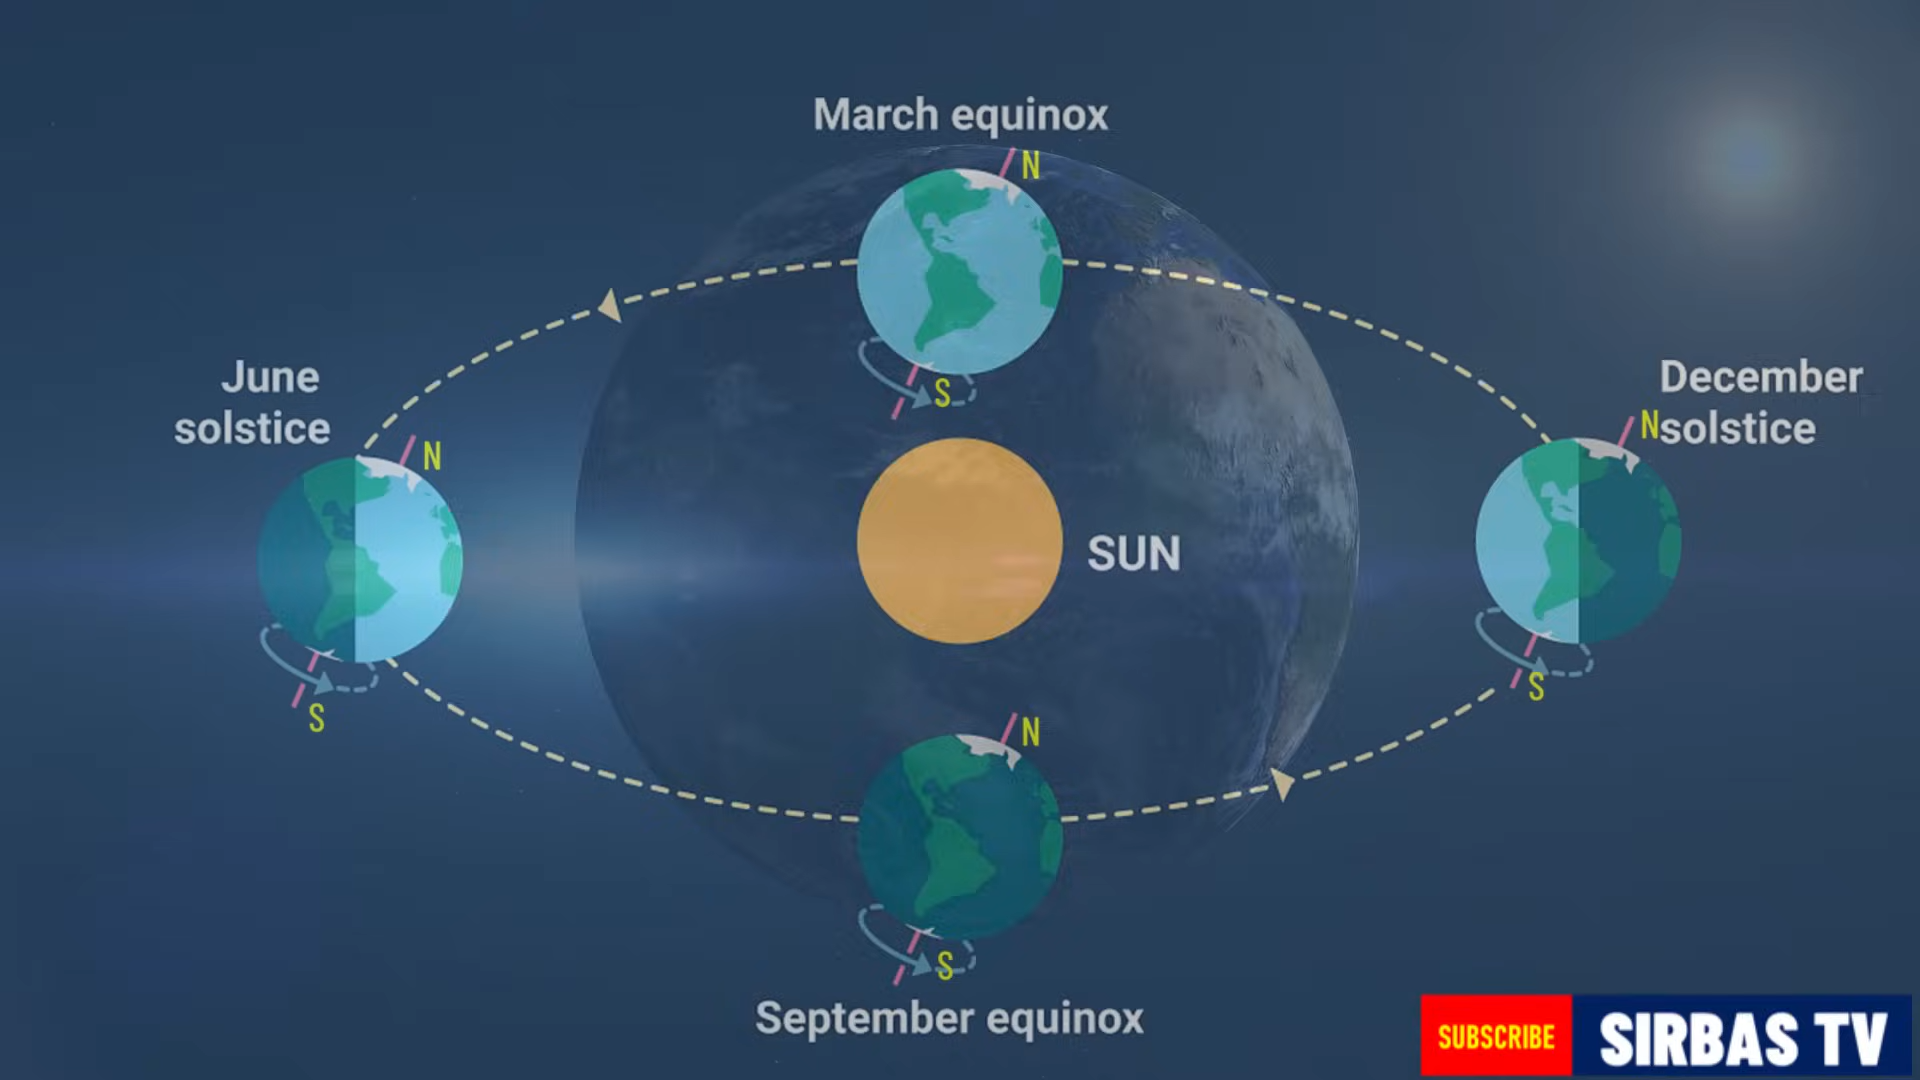 March equinox
N
S
June
solstice
N
S
SUN
December
solstice
N
S
N
S
September equinox
SUBSCRIBE
SIRBAS TV